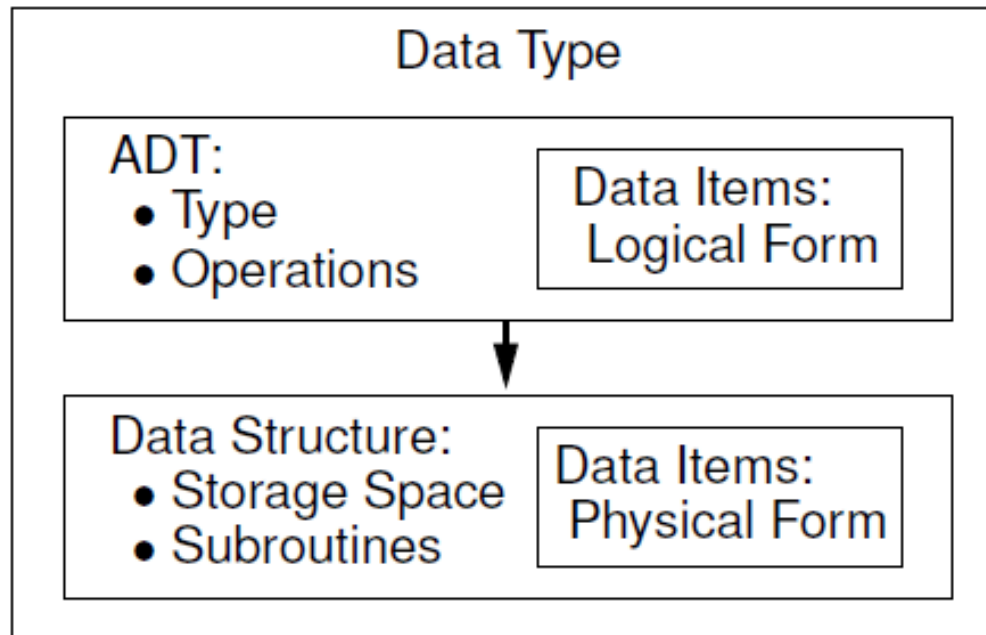 Data Type
ADT:
● Type
● Operations
Data Items:
Logical Form
Data Structure:
● Storage Space
● Subroutines
Data Items:
Physical Form